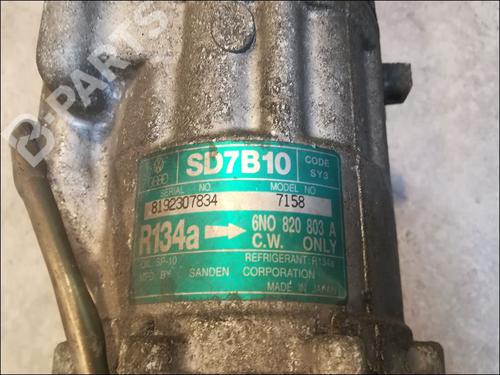 B-PARTS
SD7B10
CODE
SY3
SERIAL NO.
MODEL NO
8192307834
7158
R134a
6N0 820 803 A
C.W. ONLY
OIL SP-10
REFRIGERANT: R134a
MFD BY SANDEN CORPORATION
MADE IN JAPAN